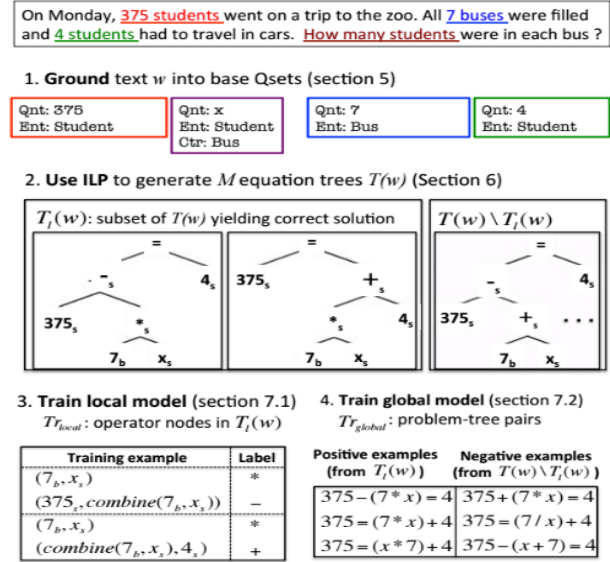 On Monday, 375 students went on a trip to the zoo. All 7 buses were filled
and 4 students had to travel in cars. How many students were in each bus ?
1. Ground text w into base Qsets (section 5)
Qnt: 375
Ent: Student
Qnt: x
Ent: Student
Ctr: Bus
Qnt: 7
Ent: Bus
Qnt: 4
Ent: Student
2. Use ILP to generate M equation trees T(w) (Section 6)
Tₗ(w): subset of T(w) yielding correct solution
=
-ₛ 4ₛ
375ₛ *ₛ
7b xₛ
=
375ₛ +ₛ
*ₛ 4ₛ
7b xₛ
T(w) \ Tₗ(w)
=
-ₛ 4ₛ
375ₛ +ₛ ...
7b xₛ
3. Train local model (section 7.1)
Tr_local : operator nodes in Tₗ(w)
Training example Label
(7b, xₛ) *
(375ₛ, combine(7b, xₛ)) −
(7b, xₛ) *
(combine(7b, xₛ), 4ₛ) +
4. Train global model (section 7.2)
Tr_global : problem-tree pairs
Positive examples Negative examples
(from Tₗ(w)) (from T(w) \ Tₗ(w))
375−(7*x)=4 375+(7*x)=4
375=(7*x)+4 375=(7/x)+4
375=(x*7)+4 375−(x+7)=4